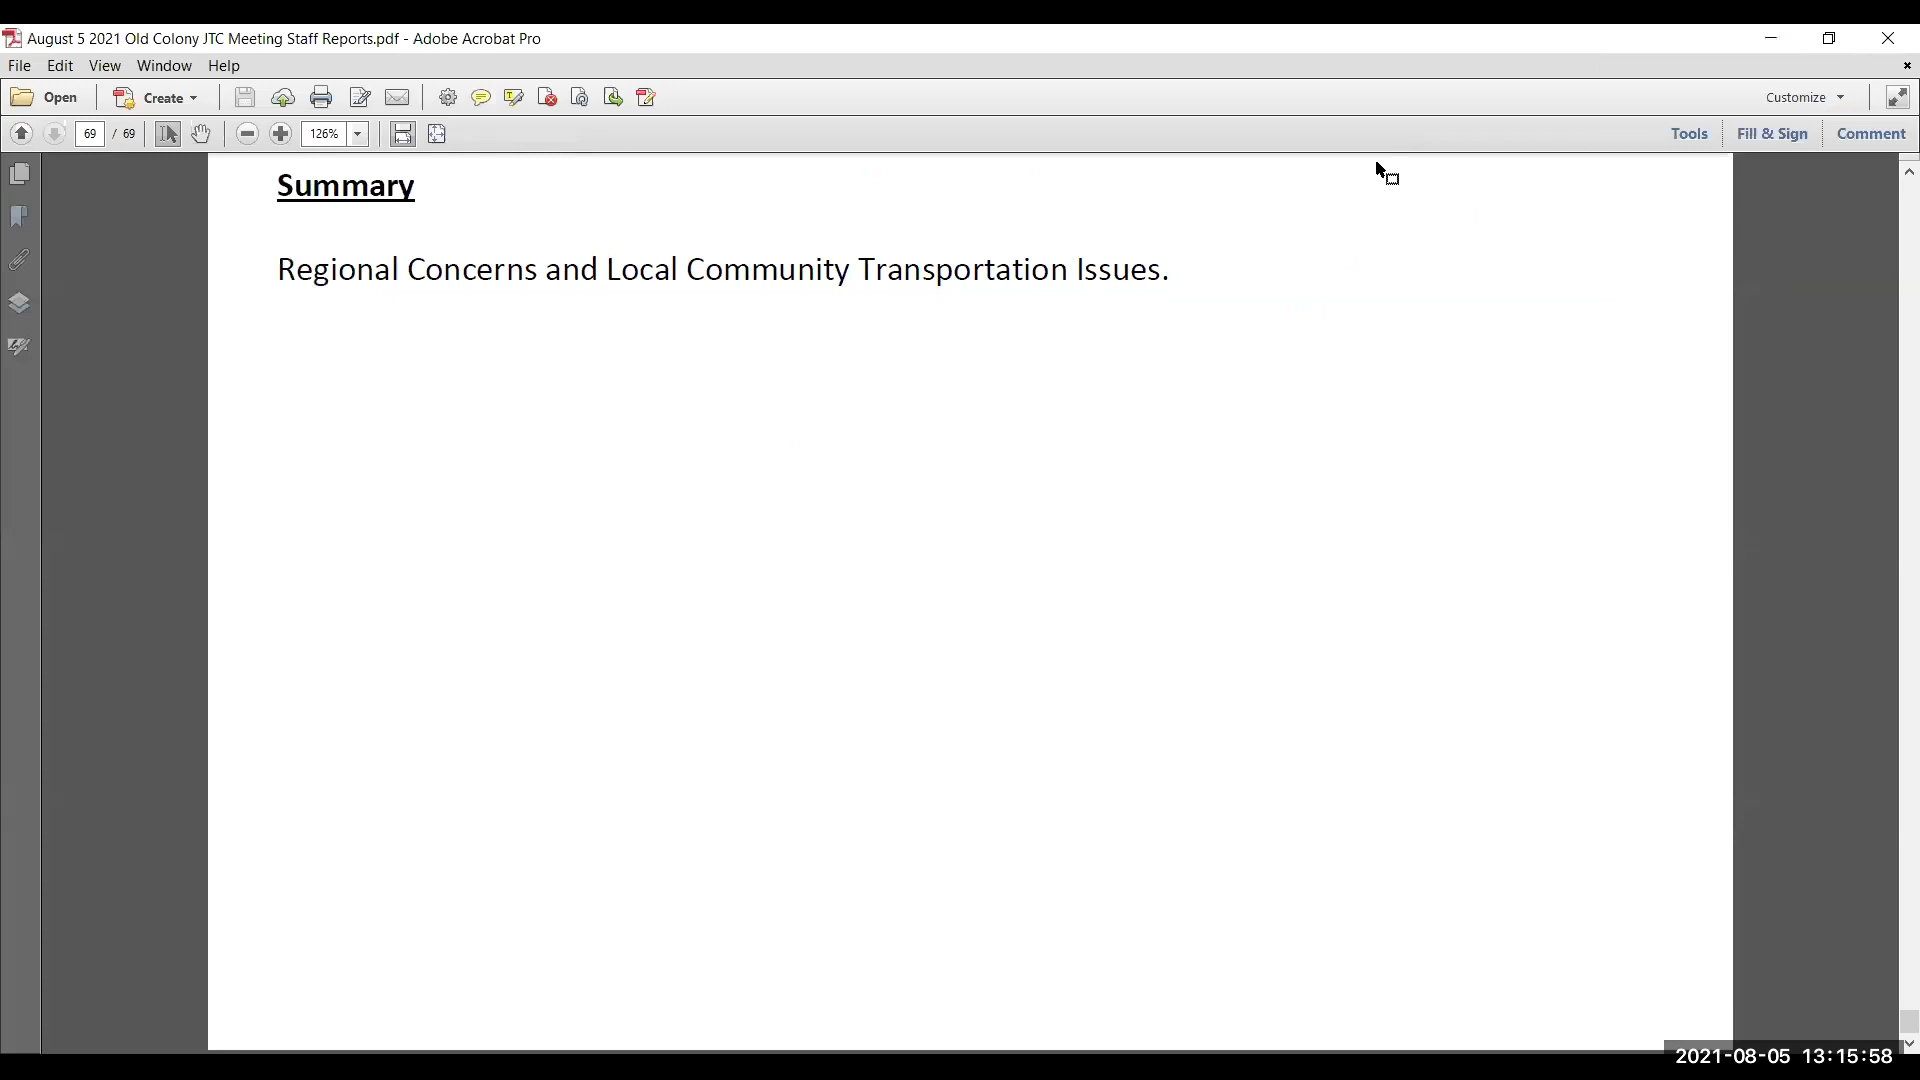 August 5 2021 Old Colony JTC Meeting Staff Reports.pdf - Adobe Acrobat Pro
File Edit View Window Help
Open Create Customize
69 / 69 126% Tools Fill & Sign Comment
Summary
Regional Concerns and Local Community Transportation Issues.
2021-08-05 13:15:58